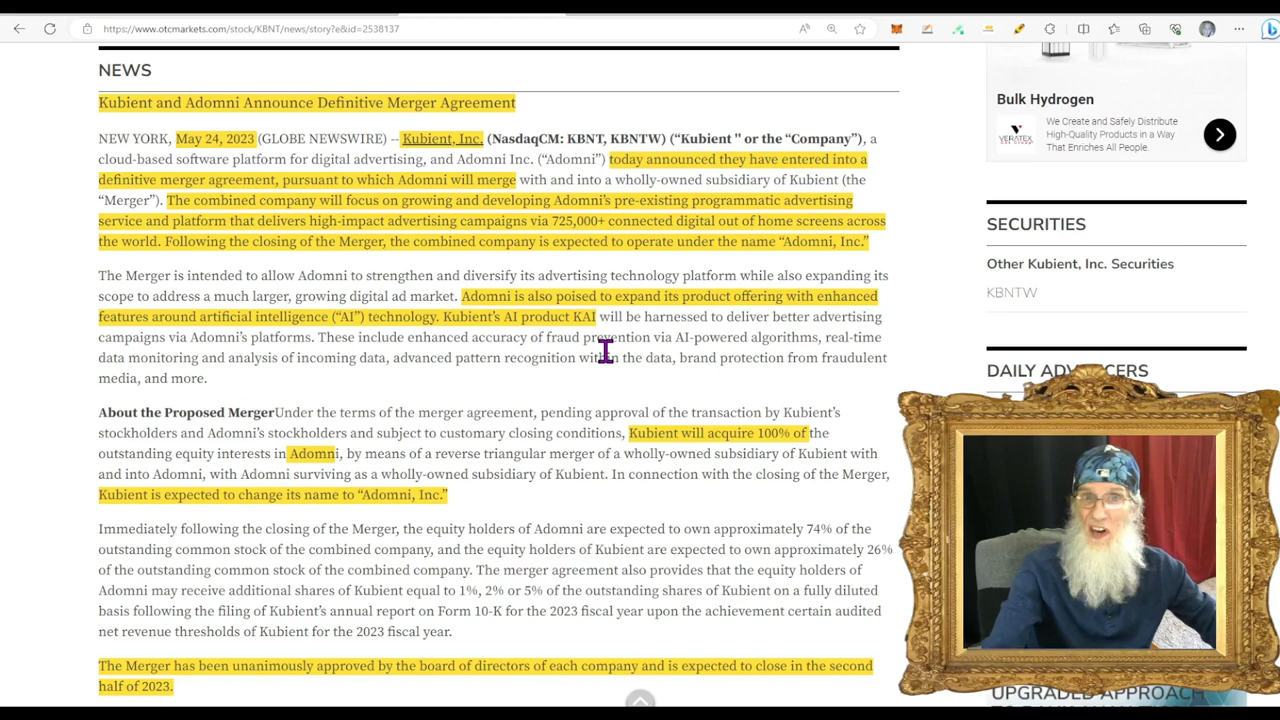 https://www.otcmarkets.com/stock/KBNT/news/story?e&id=2538137
NEWS
Kubient and Adomni Announce Definitive Merger Agreement
NEW YORK, May 24, 2023 (GLOBE NEWSWIRE) -- Kubient, Inc. (NasdaqCM: KBNT, KBNTW) (“Kubient " or the “Company”), a
cloud-based software platform for digital advertising, and Adomni Inc. (“Adomni”) today announced they have entered into a
definitive merger agreement, pursuant to which Adomni will merge with and into a wholly-owned subsidiary of Kubient (the
“Merger”). The combined company will focus on growing and developing Adomni’s pre-existing programmatic advertising
service and platform that delivers high-impact advertising campaigns via 725,000+ connected digital out of home screens across
the world. Following the closing of the Merger, the combined company is expected to operate under the name “Adomni, Inc.”
The Merger is intended to allow Adomni to strengthen and diversify its advertising technology platform while also expanding its
scope to address a much larger, growing digital ad market. Adomni is also poised to expand its product offering with enhanced
features around artificial intelligence (“AI”) technology. Kubient’s AI product KAI will be harnessed to deliver better advertising
campaigns via Adomni’s platforms. These include enhanced accuracy of fraud prevention via AI-powered algorithms, real-time
data monitoring and analysis of incoming data, advanced pattern recognition within the data, brand protection from fraudulent
media, and more.
About the Proposed MergerUnder the terms of the merger agreement, pending approval of the transaction by Kubient’s
stockholders and Adomni’s stockholders and subject to customary closing conditions, Kubient will acquire 100% of the
outstanding equity interests in Adomni, by means of a reverse triangular merger of a wholly-owned subsidiary of Kubient with
and into Adomni, with Adomni surviving as a wholly-owned subsidiary of Kubient. In connection with the closing of the Merger,
Kubient is expected to change its name to “Adomni, Inc.”
Immediately following the closing of the Merger, the equity holders of Adomni are expected to own approximately 74% of the
outstanding common stock of the combined company, and the equity holders of Kubient are expected to own approximately 26%
of the outstanding common stock of the combined company. The merger agreement also provides that the equity holders of
Adomni may receive additional shares of Kubient equal to 1%, 2% or 5% of the outstanding shares of Kubient on a fully diluted
basis following the filing of Kubient’s annual report on Form 10-K for the 2023 fiscal year upon the achievement certain audited
net revenue thresholds of Kubient for the 2023 fiscal year.
The Merger has been unanimously approved by the board of directors of each company and is expected to close in the second
half of 2023.
Bulk Hydrogen
VERATEX
We Create and Safely Distribute
High-Quality Products in a Way
That Enriches All People.
SECURITIES
Other Kubient, Inc. Securities
KBNTW
DAILY ADVANCERS
UPGRADED APPROACH